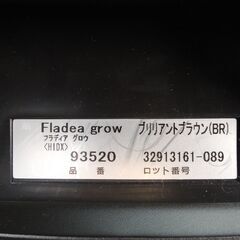 Fladea grow ブリリアントブラウン(BR)
フラディア グロウ
<HIDX>
93520 32913161-089
品 番 ロット番号